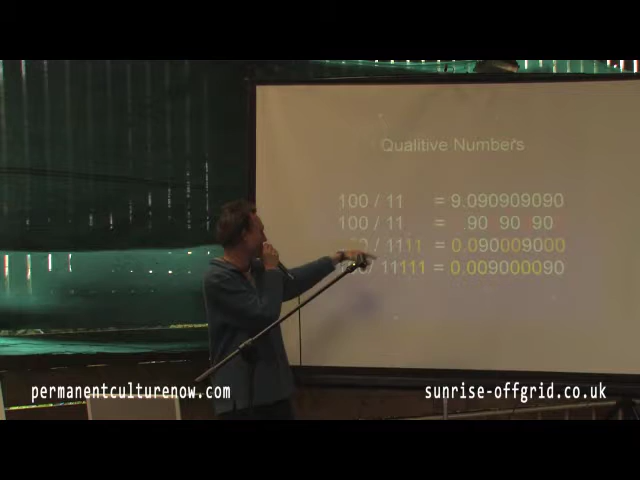 Qualitive Numbers
100 / 11 = 9.090909090
100 / 11 = .90 90 90
/ 1111 = 0.090009000
/ 11111 = 0.009000090
permanentculturenow.com
sunrise-offgrid.co.uk